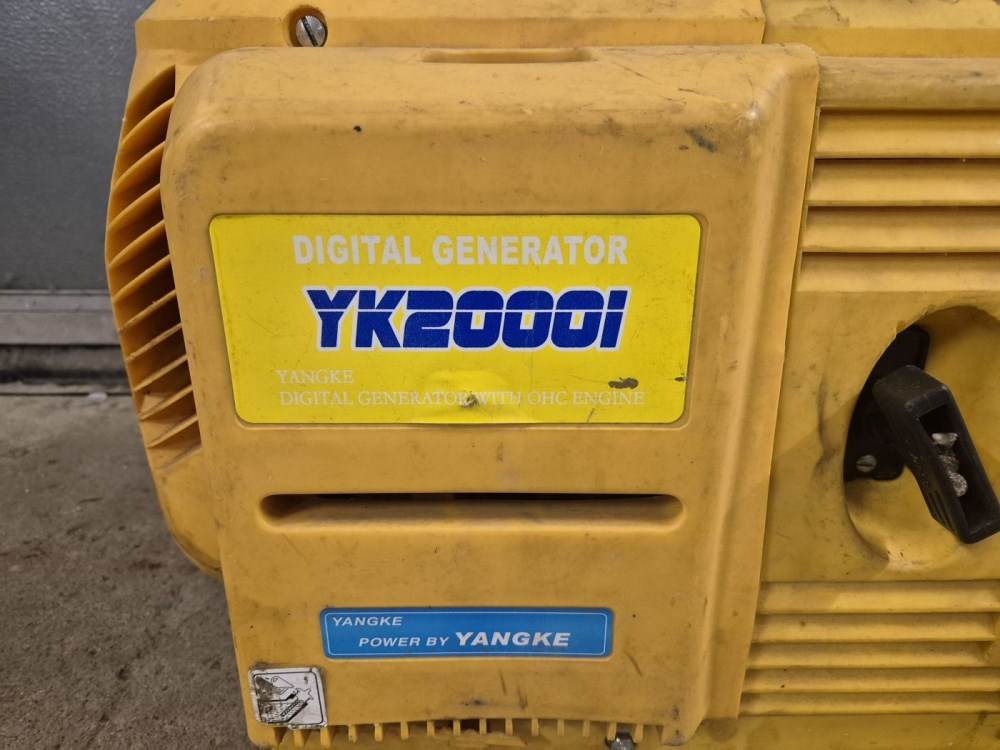 DIGITAL GENERATOR
YK2000I
YANGKE
DIGITAL GENERATOR WITH OHC ENGINE
YANGKE
POWER BY YANGKE